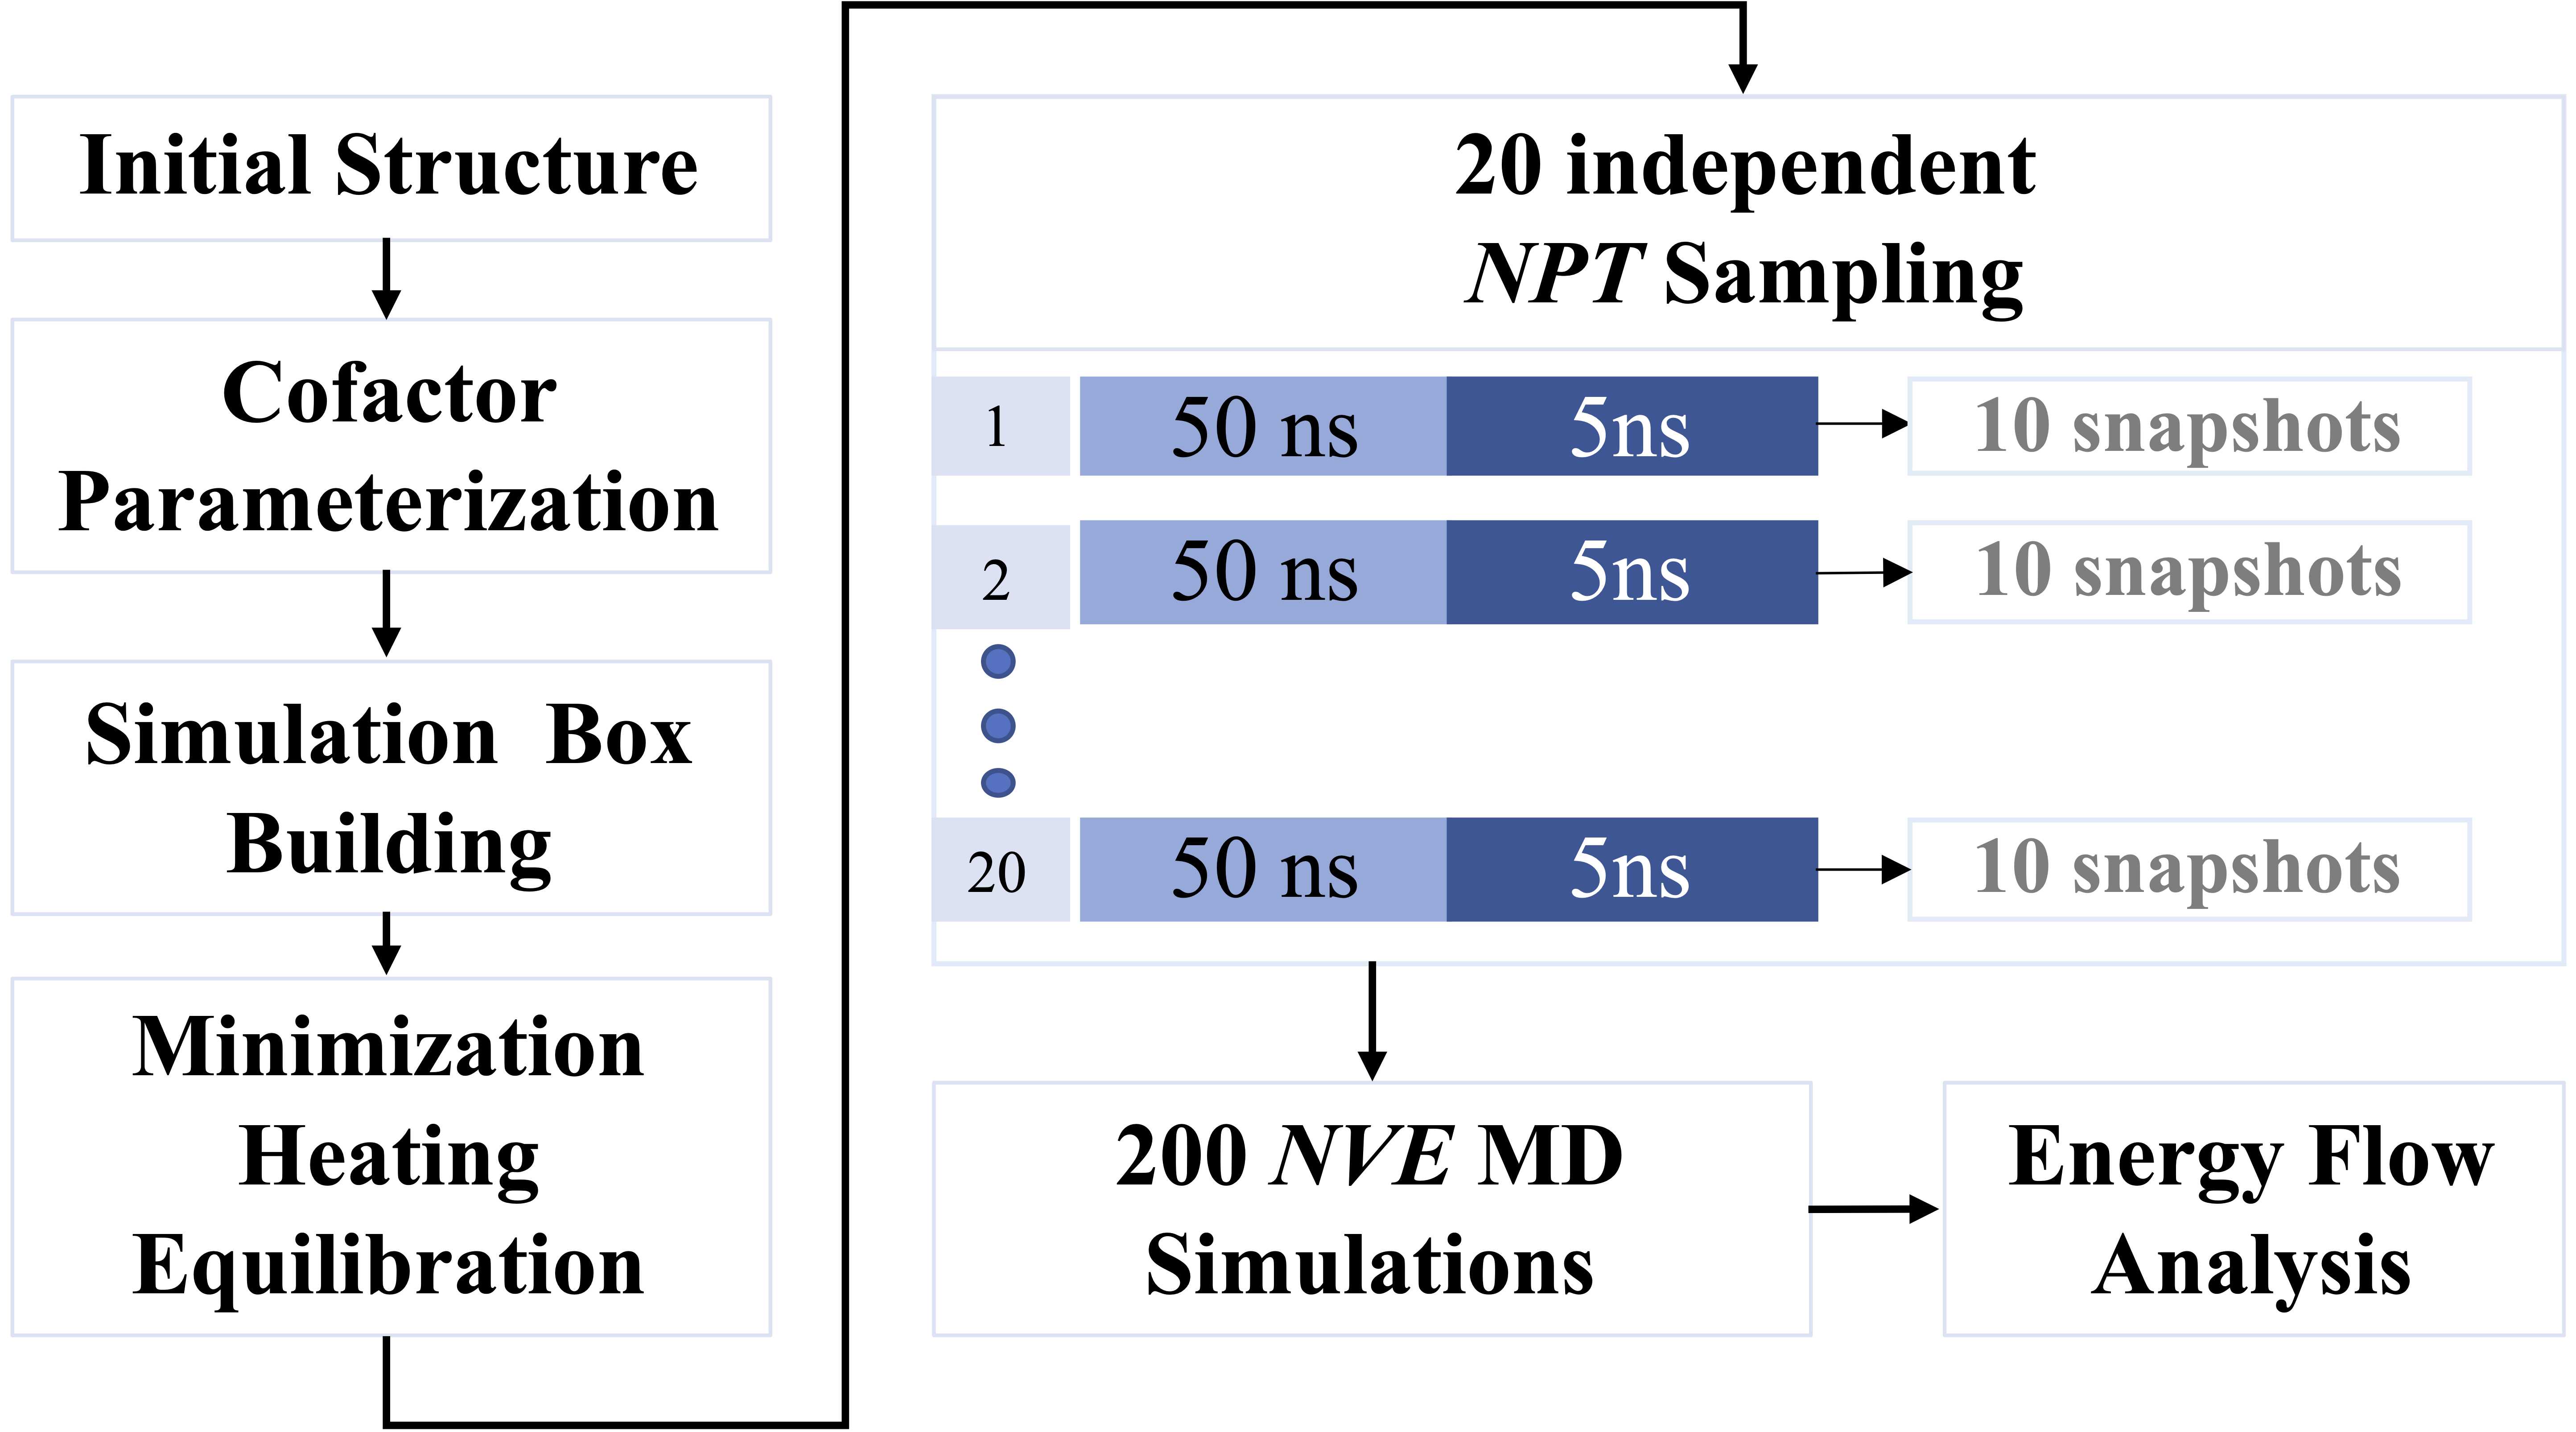 Initial Structure
Cofactor
Parameterization
Simulation Box
Building
Minimization
Heating
Equilibration
20 independent
NPT Sampling
1 50 ns 5ns 10 snapshots
2 50 ns 5ns 10 snapshots
20 50 ns 5ns 10 snapshots
200 NVE MD
Simulations
Energy Flow
Analysis